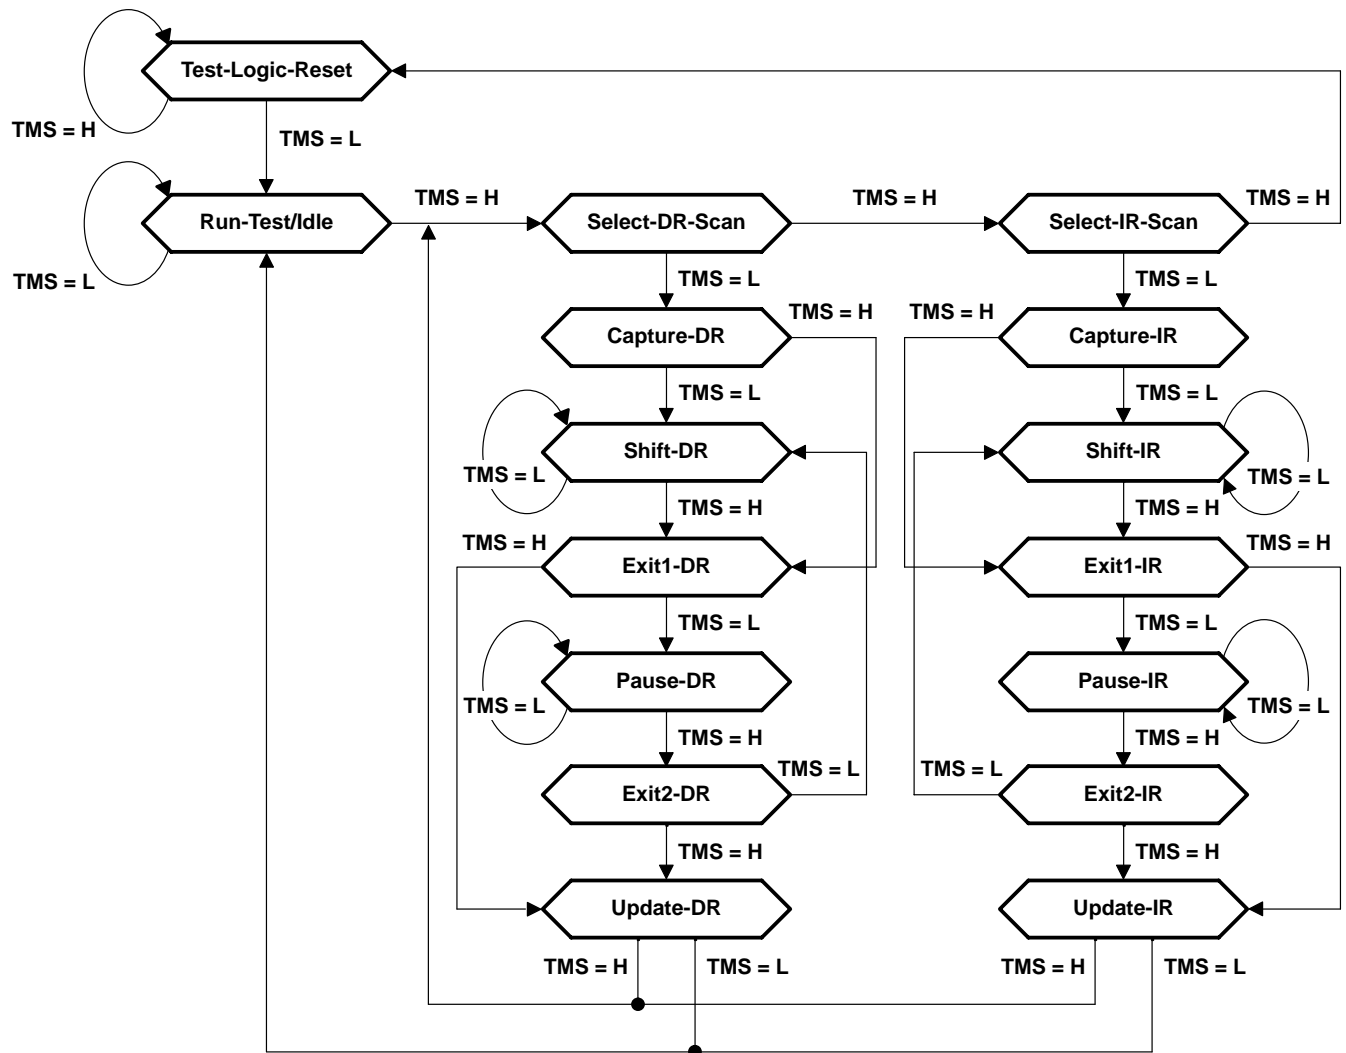 Test-Logic-Reset
TMS = H
TMS = L
TMS = H
TMS = H
TMS = H
Run-Test/Idle
Select-DR-Scan
Select-IR-Scan
TMS = L
TMS = L
TMS = L
TMS = H
TMS = H
Capture-DR
Capture-IR
TMS = L
TMS = L
Shift-DR
Shift-IR
TMS = L
TMS = L
TMS = H
TMS = H
TMS = H
TMS = H
Exit1-DR
Exit1-IR
TMS = L
TMS = L
Pause-DR
Pause-IR
TMS = L
TMS = L
TMS = H
TMS = H
TMS = L
TMS = L
Exit2-DR
Exit2-IR
TMS = H
TMS = H
Update-DR
Update-IR
TMS = H
TMS = L
TMS = H
TMS = L